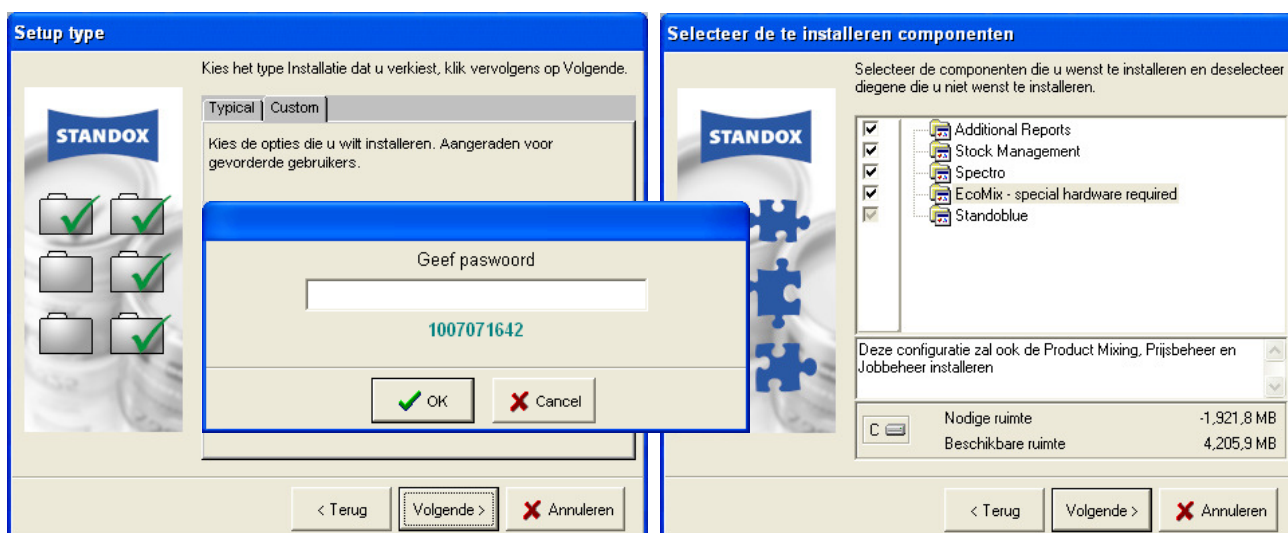 Setup type
Kies het type Installatie dat u verkiest, klik vervolgens op Volgende.
STANDOX
Typical
Custom
Kies de opties die u wilt installeren. Aangeraden voor
gevorderde gebruikers.
Geef paswoord
1007071642
OK
Cancel
< Terug
Volgende >
Annuleren
Selecteer de te installeren componenten
Selecteer de componenten die u wenst te installeren en deselecteer
diegene die u niet wenst te installeren.
STANDOX
Additional Reports
Stock Management
Spectro
EcoMix - special hardware required
Standoblue
Deze configuratie zal ook de Product Mixing, Prijsbeheer en
Jobbeheer installeren
C
Nodige ruimte -1,921,8 MB
Beschikbare ruimte 4,205,9 MB
< Terug
Volgende >
Annuleren